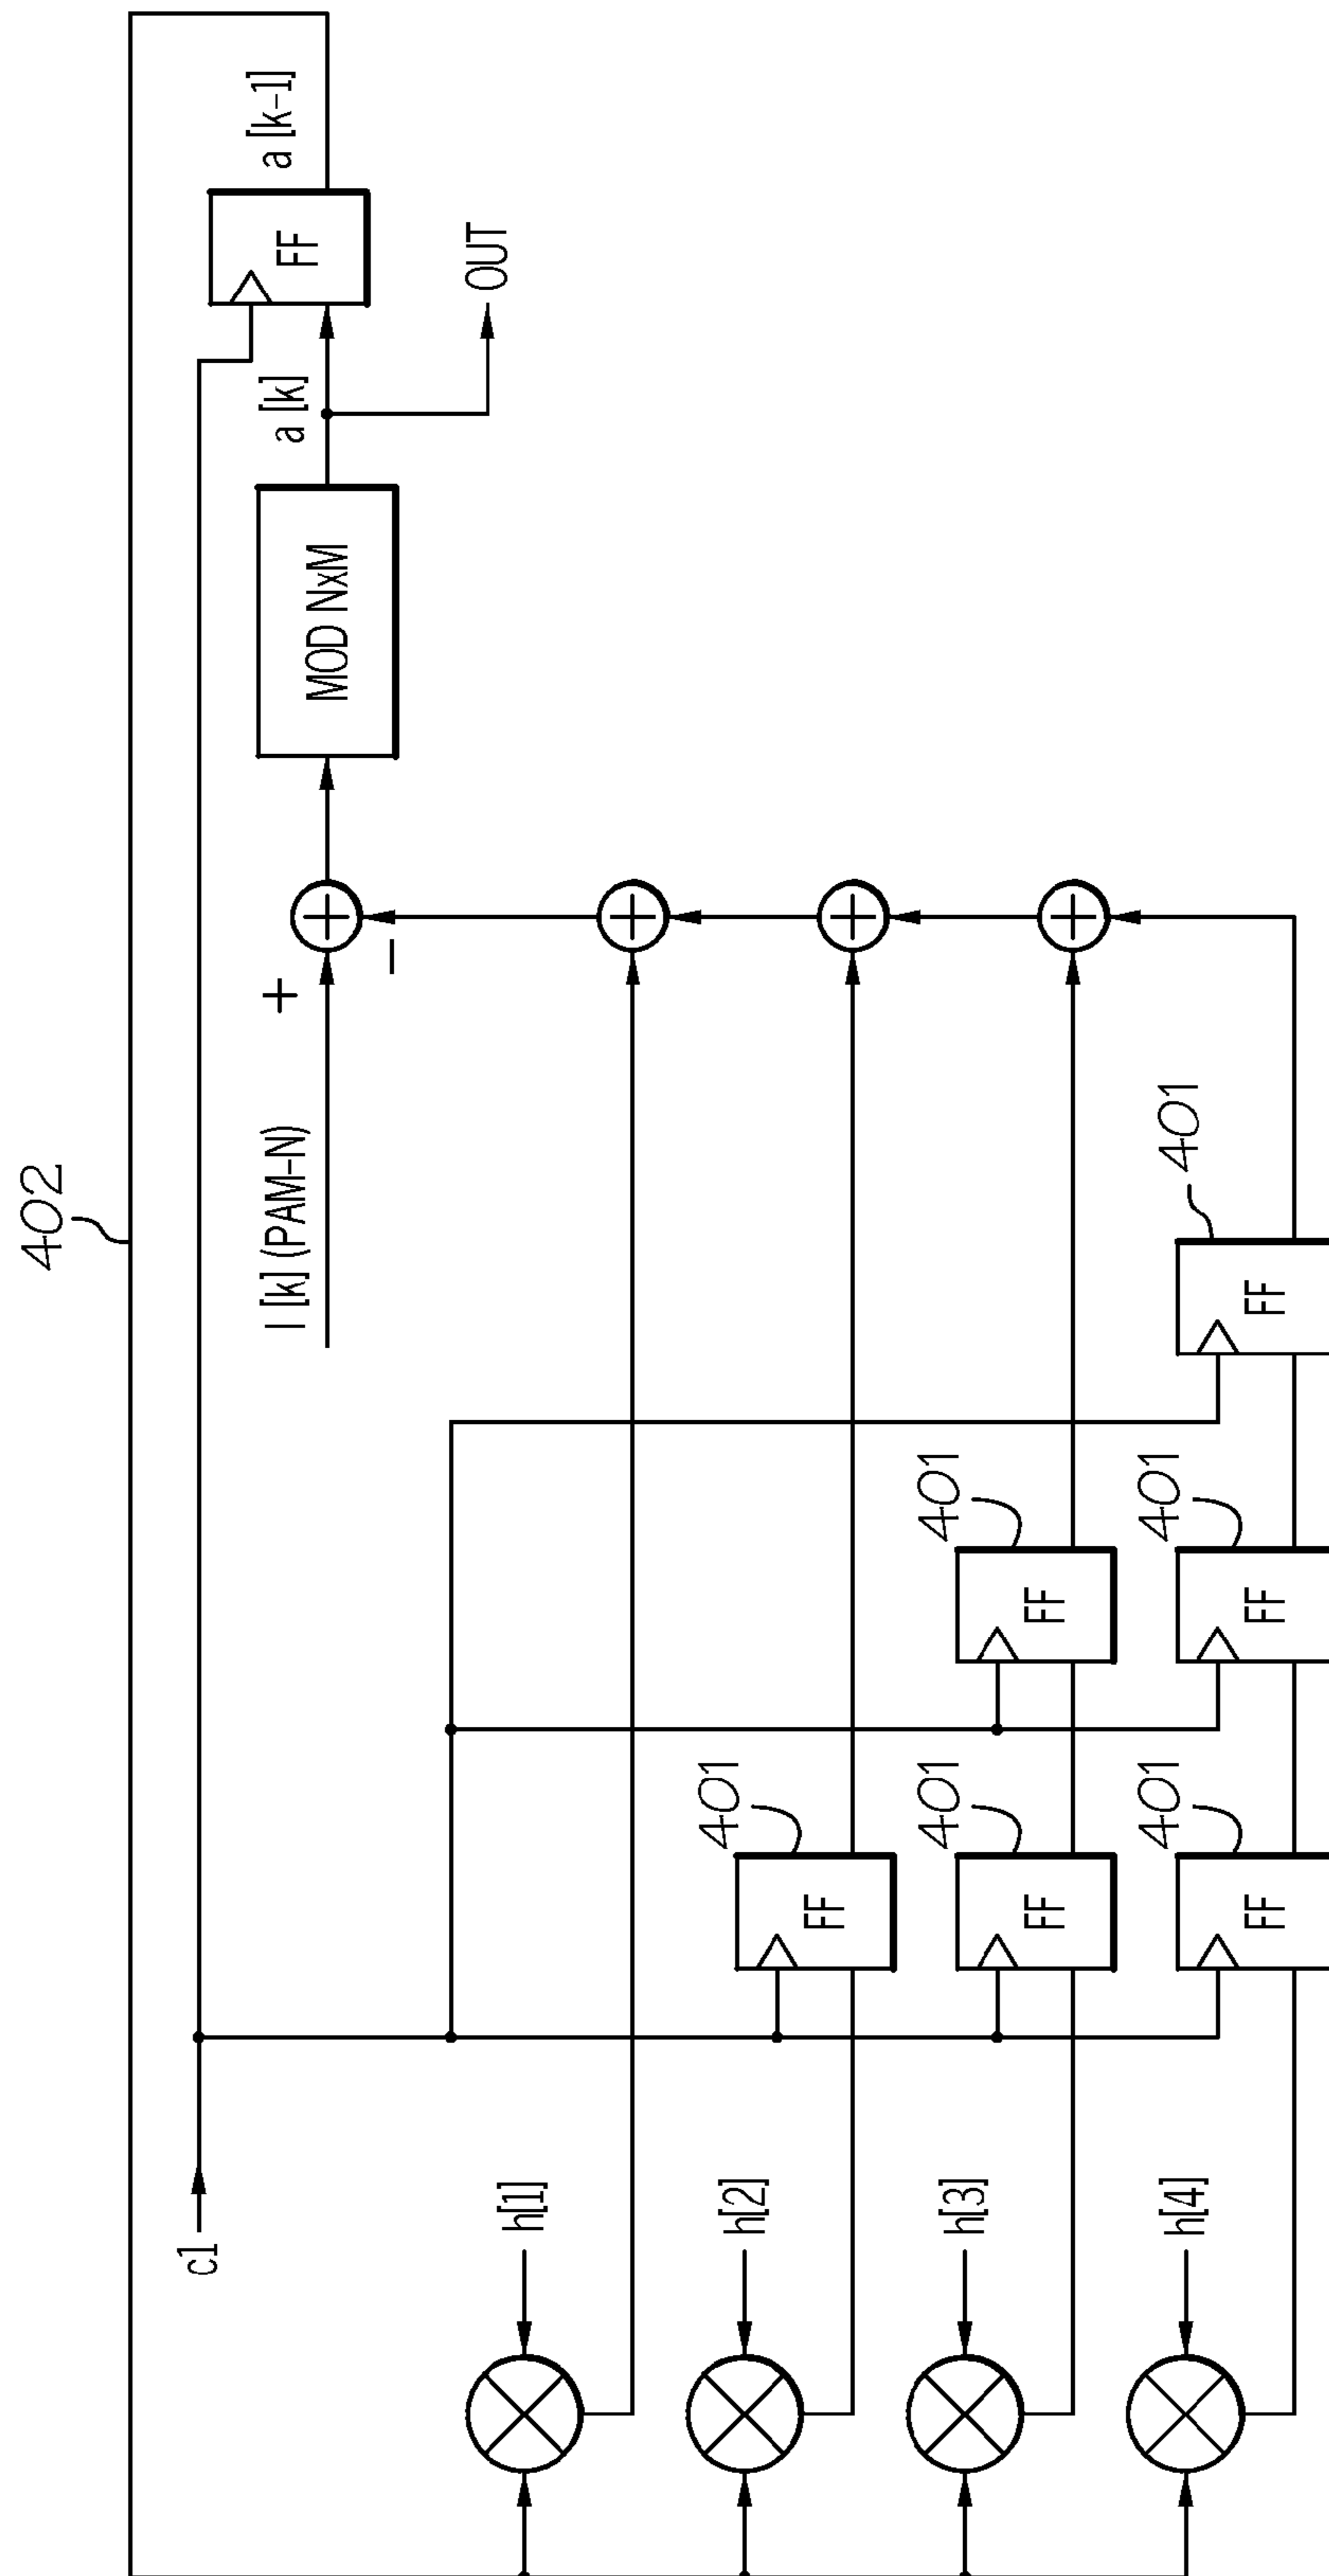 402
c1
a [k]
FF
a [k-1]
I [k] (PAM-N)
+
−
MOD NxM
OUT
h[1]
h[2]
401
FF
h[3]
401
FF
401
FF
h[4]
401
FF
401
FF
401
FF